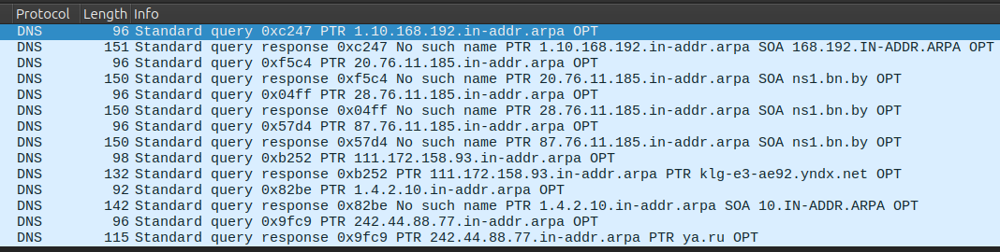 Protocol Length Info
DNS 96 Standard query 0xc247 PTR 1.10.168.192.in-addr.arpa OPT
DNS 151 Standard query response 0xc247 No such name PTR 1.10.168.192.in-addr.arpa SOA 168.192.IN-ADDR.ARPA OPT
DNS 96 Standard query 0xf5c4 PTR 20.76.11.185.in-addr.arpa OPT
DNS 150 Standard query response 0xf5c4 No such name PTR 20.76.11.185.in-addr.arpa SOA ns1.bn.by OPT
DNS 96 Standard query 0x04ff PTR 28.76.11.185.in-addr.arpa OPT
DNS 150 Standard query response 0x04ff No such name PTR 28.76.11.185.in-addr.arpa SOA ns1.bn.by OPT
DNS 96 Standard query 0x57d4 PTR 87.76.11.185.in-addr.arpa OPT
DNS 150 Standard query response 0x57d4 No such name PTR 87.76.11.185.in-addr.arpa SOA ns1.bn.by OPT
DNS 98 Standard query 0xb252 PTR 111.172.158.93.in-addr.arpa OPT
DNS 132 Standard query response 0xb252 PTR 111.172.158.93.in-addr.arpa PTR klg-e3-ae92.yndx.net OPT
DNS 92 Standard query 0x82be PTR 1.4.2.10.in-addr.arpa OPT
DNS 142 Standard query response 0x82be No such name PTR 1.4.2.10.in-addr.arpa SOA 10.IN-ADDR.ARPA OPT
DNS 96 Standard query 0x9fc9 PTR 242.44.88.77.in-addr.arpa OPT
DNS 115 Standard query response 0x9fc9 PTR 242.44.88.77.in-addr.arpa PTR ya.ru OPT